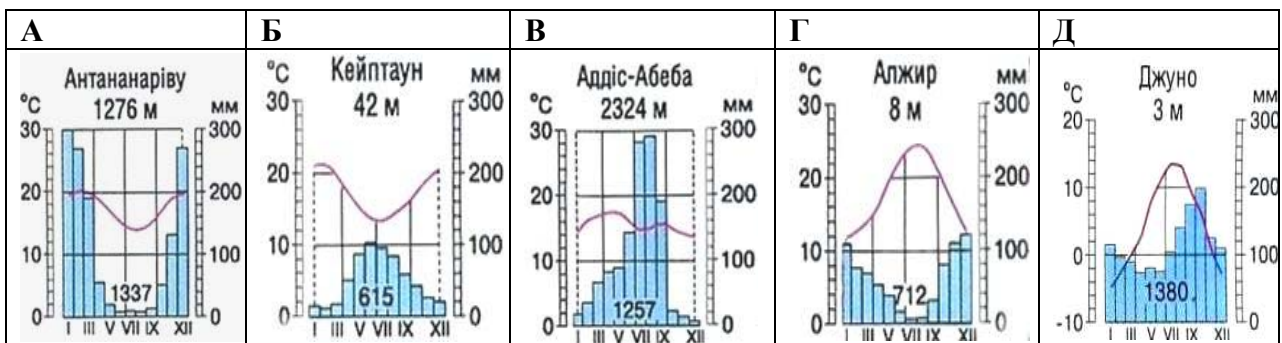 А Б В Г Д
Антананаріву
1276 м
°C мм
30 300
20 200
10 100
0 1337 0
I III V VII IX XII
Кейптаун
42 м
°C мм
30 300
20 200
10 100
0 615 0
I III V VII IX XII
Аддіс-Абеба
2324 м
°C мм
30 300
20 200
10 100
0 1257 0
I III V VII IX XII
Алжир
8 м
°C мм
30 300
20 200
10 100
0 712 0
I III V VII IX XII
Джуно
3 м
°C мм
20 300
10 200
0 100
-10 1380 0
I III V VII IX XII